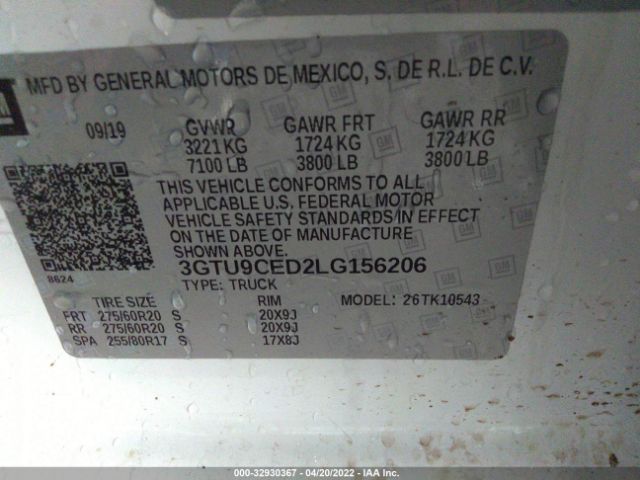 GM
MFD BY GENERAL MOTORS DE MEXICO, S. DE R.L. DE C.V.
09/19 GVWR GAWR FRT GAWR RR
3221 KG 1724 KG 1724 KG
7100 LB 3800 LB 3800 LB
THIS VEHICLE CONFORMS TO ALL
APPLICABLE U.S. FEDERAL MOTOR
VEHICLE SAFETY STANDARDS IN EFFECT
ON THE DATE OF MANUFACTURE
SHOWN ABOVE.
8624
3GTU9CED2LG156206
TYPE: TRUCK
TIRE SIZE RIM MODEL: 26TK10543
FRT 275/60R20 S 20X9J
RR 275/60R20 S 20X9J
SPA 255/80R17 S 17X8J
000-32930367 - 04/20/2022 - IAA Inc.